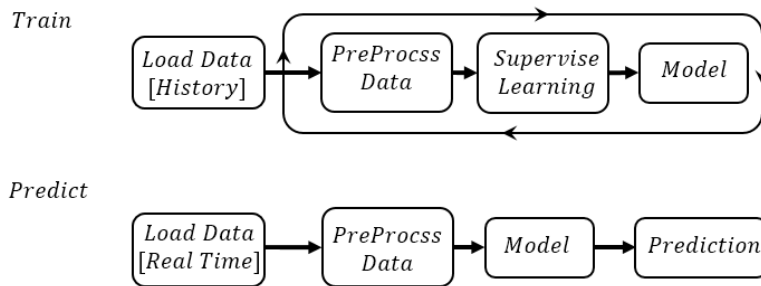 Train
Load Data
[History]
PreProcss
Data
Supervise
Learning
Model
Predict
Load Data
[Real Time]
PreProcss
Data
Model
Prediction